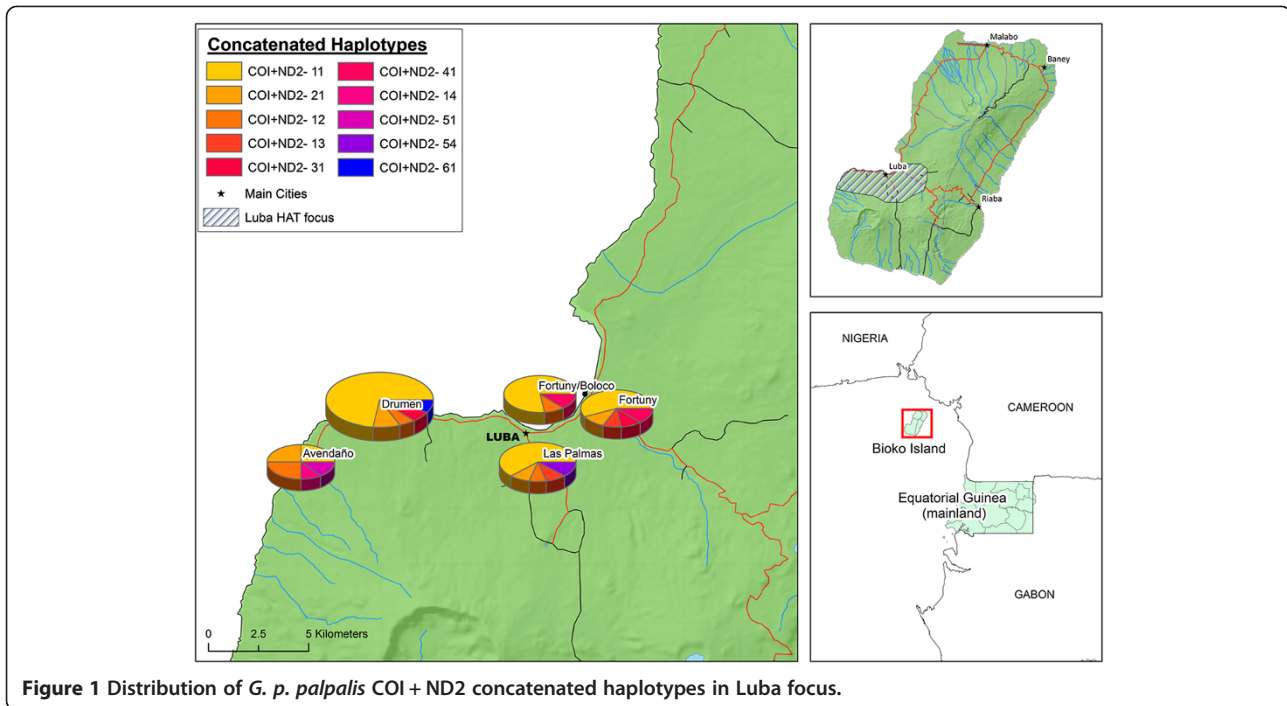 Concatenated Haplotypes
COI+ND2- 11
COI+ND2- 21
COI+ND2- 12
COI+ND2- 13
COI+ND2- 31
COI+ND2- 41
COI+ND2- 14
COI+ND2- 51
COI+ND2- 54
COI+ND2- 61
Main Cities
Luba HAT focus
Drumen
Avendaño
Fortuny/Boloco
Fortuny
LUBA
Las Palmas
0 2.5 5 Kilometers
Malabo
Baney
Luba
Riaba
NIGERIA
CAMEROON
Bioko Island
Equatorial Guinea
(mainland)
GABON
Figure 1 Distribution of G. p. palpalis COI + ND2 concatenated haplotypes in Luba focus.